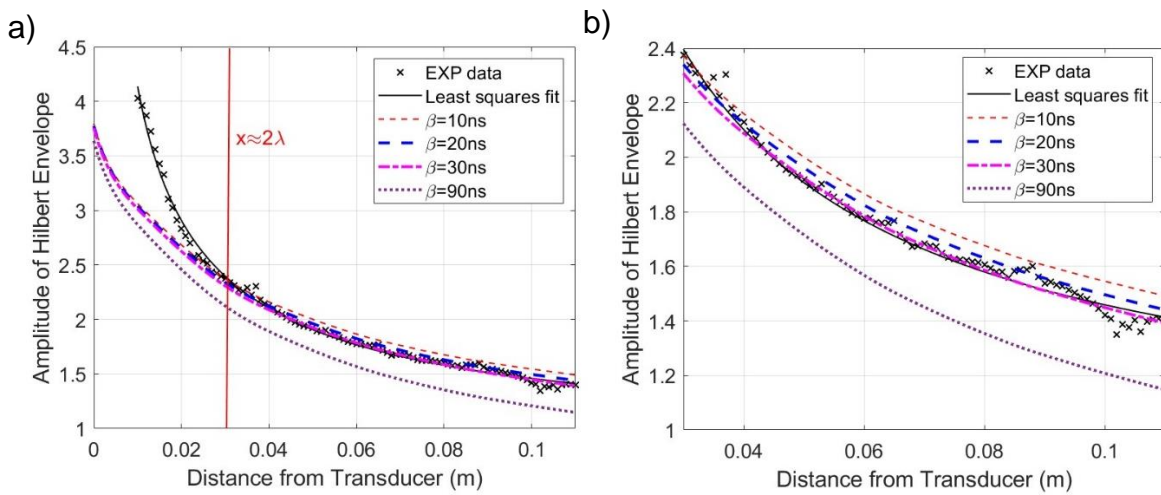 a)
4.5
4
3.5
3
2.5
2
1.5
1
0
0.02
0.04
0.06
0.08
0.1
Amplitude of Hilbert Envelope
Distance from Transducer (m)
x≈2λ
EXP data
Least squares fit
β=10ns
β=20ns
β=30ns
β=90ns
b)
2.4
2.2
2
1.8
1.6
1.4
1.2
1
0.04
0.06
0.08
0.1
Amplitude of Hilbert Envelope
Distance from Transducer (m)
EXP data
Least squares fit
β=10ns
β=20ns
β=30ns
β=90ns